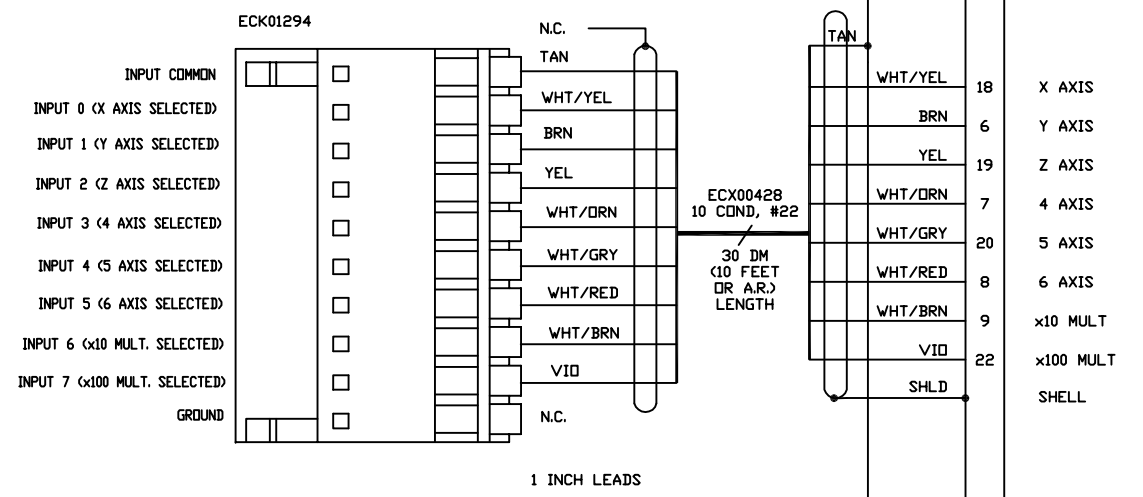 ECK01294
N.C.
TAN
INPUT COMMON
TAN
WHT/YEL
18
X AXIS
INPUT 0 (X AXIS SELECTED)
WHT/YEL
BRN
6
Y AXIS
INPUT 1 (Y AXIS SELECTED)
BRN
YEL
19
Z AXIS
INPUT 2 (Z AXIS SELECTED)
YEL
WHT/ORN
7
4 AXIS
INPUT 3 (4 AXIS SELECTED)
WHT/ORN
ECX00428
10 COND, #22
30 DM
(10 FEET
OR A.R.)
LENGTH
WHT/GRY
20
5 AXIS
INPUT 4 (5 AXIS SELECTED)
WHT/GRY
WHT/RED
8
6 AXIS
INPUT 5 (6 AXIS SELECTED)
WHT/RED
WHT/BRN
9
x10 MULT
INPUT 6 (x10 MULT. SELECTED)
WHT/BRN
VIO
22
x100 MULT
INPUT 7 (x100 MULT. SELECTED)
VIO
SHLD
SHELL
GROUND
N.C.
1 INCH LEADS